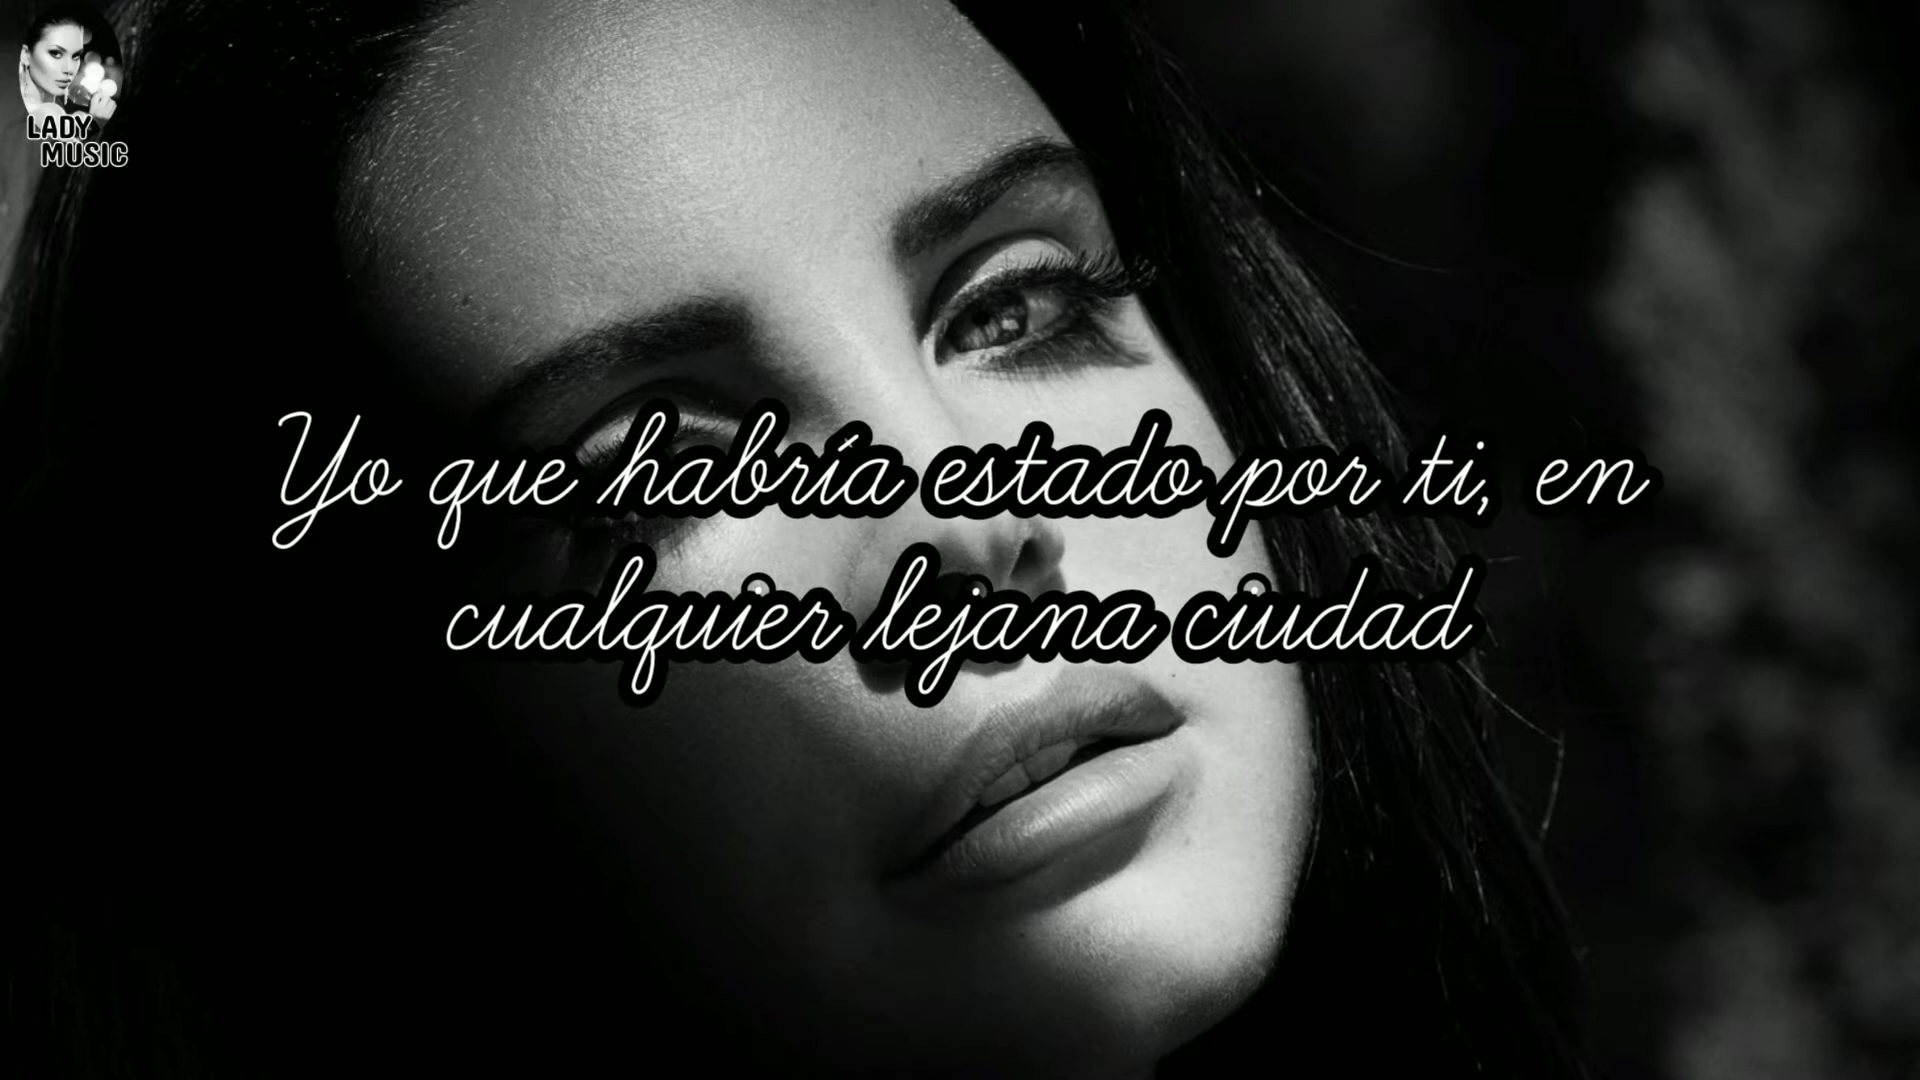 LADY
MUSIC
Yo que habría estado por ti, en
cualquier lejana ciudad